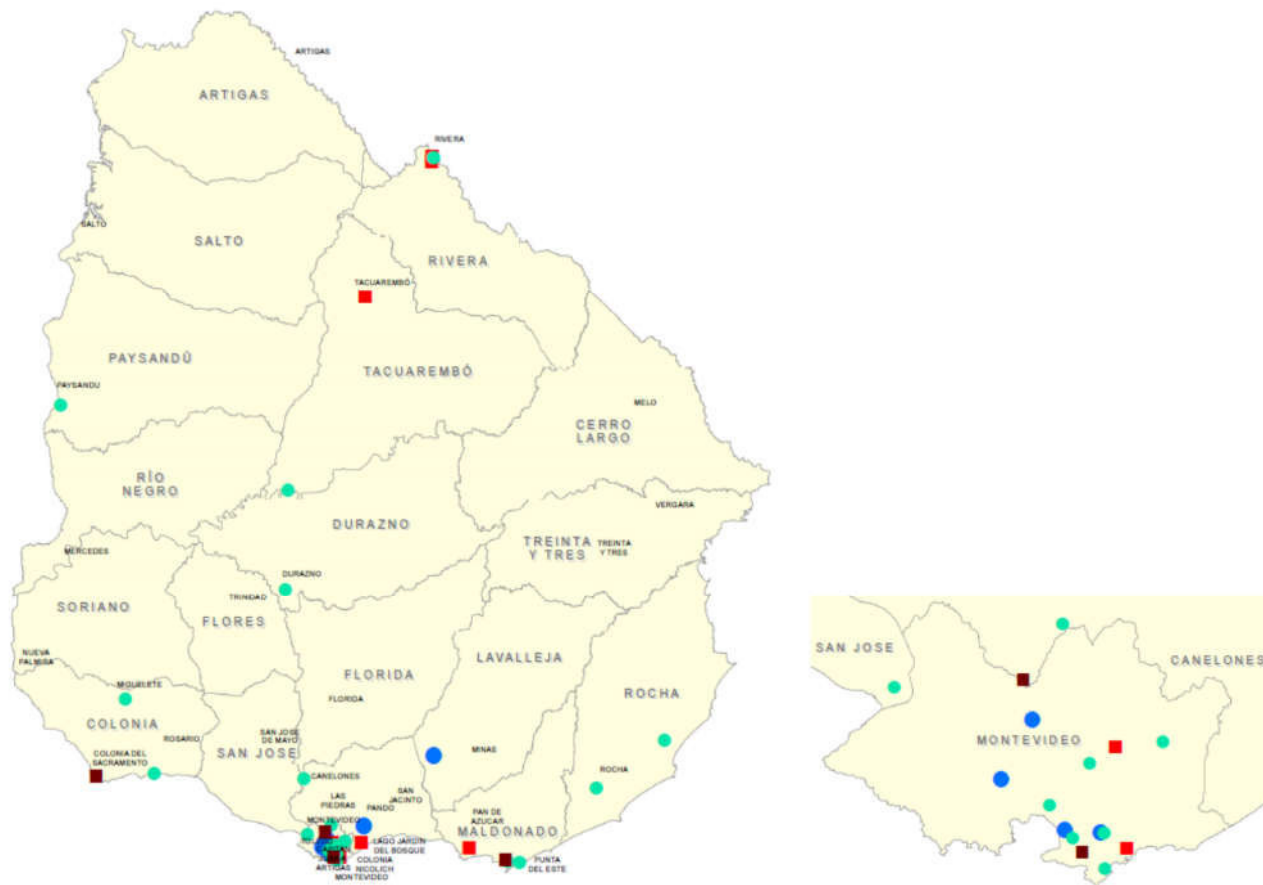 ARTIGAS
ARTIGAS
RIVERA
SALTO
SALTO
RIVERA
TACUAREMBÓ
PAYSANDÚ
TACUAREMBÓ
PAYSANDU
MELO
CERRO
LARGO
RÍO
NEGRO
VERGARA
DURAZNO
TREINTA
Y TRES
TREINTA
Y TRES
MERCEDES
DURAZNO
TRINIDAD
SORIANO
FLORES
NUEVA
PALMIRA
LAVALLEJA
FLORIDA
MIGUELETE
FLORIDA
ROCHA
COLONIA
ROSARIO
SAN JOSE
DE MAYO
SAN JOSE
COLONIA DEL
SACRAMENTO
MINAS
CANELONES
ROCHA
LAS
PIEDRAS
SAN
JACINTO
PANDO
MONTEVIDEO
PAN DE
AZUCAR
MALDONADO
LAGO JARDIN
DEL BOSQUE
COLONIA
NICOLICH
ARTIGAS
MONTEVIDEO
PUNTA
DEL ESTE
SAN JOSE
CANELONES
MONTEVIDEO